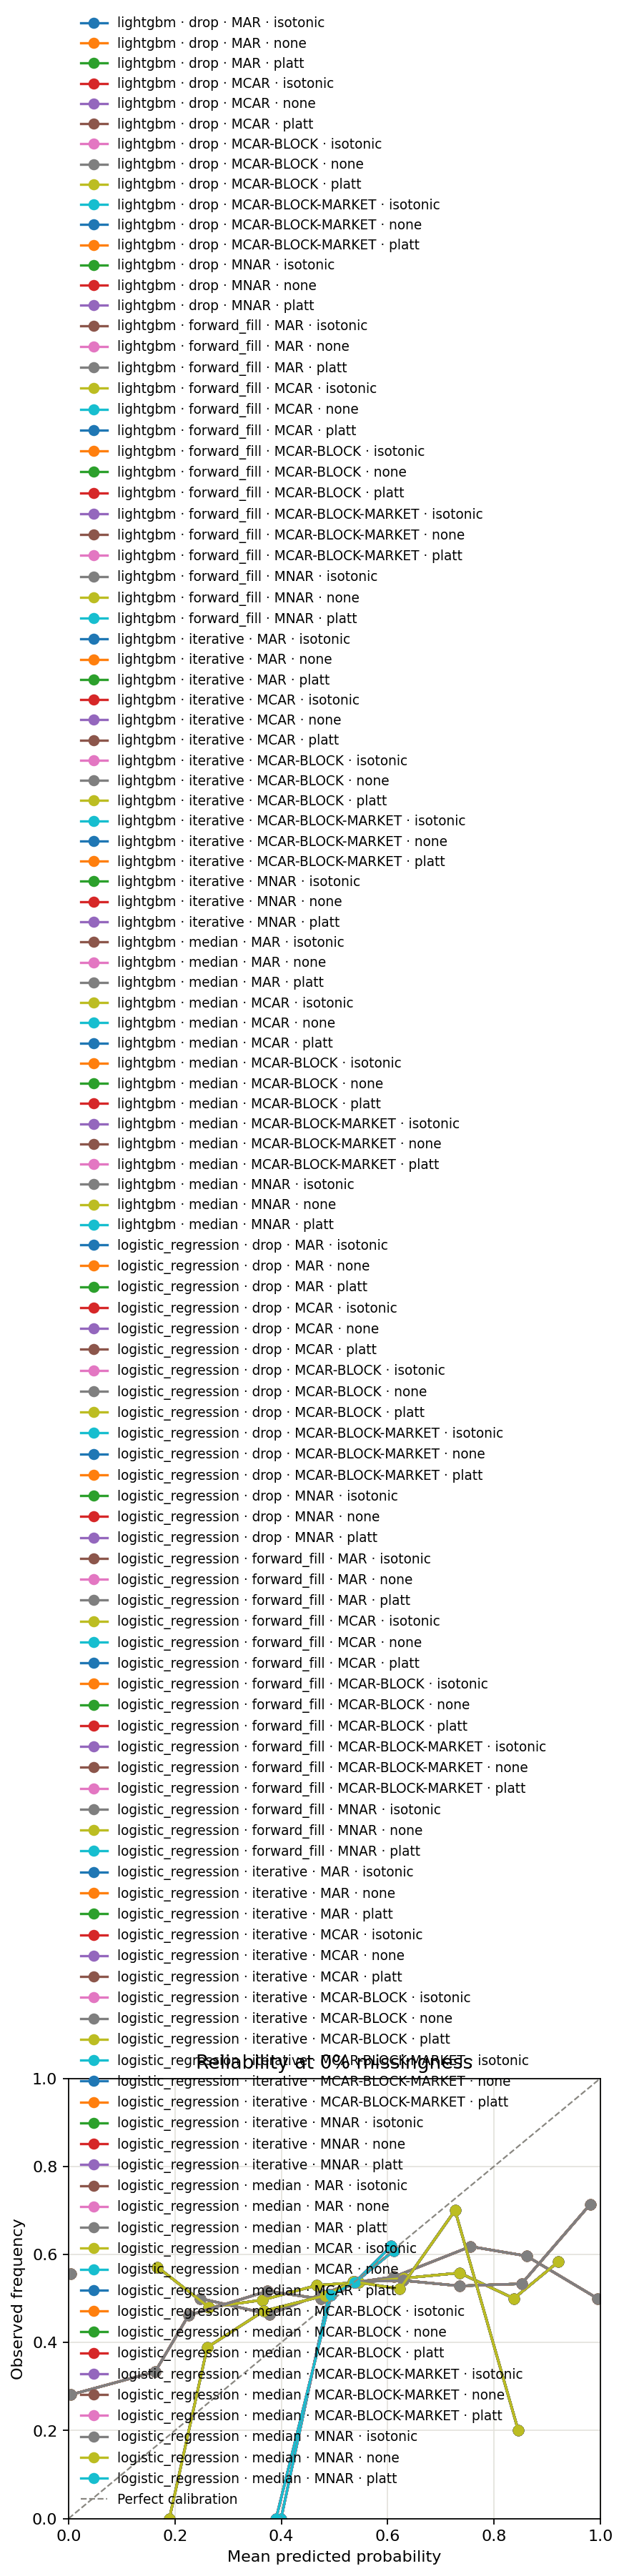 lightgbm · drop · MAR · isotonic
lightgbm · drop · MAR · none
lightgbm · drop · MAR · platt
lightgbm · drop · MCAR · isotonic
lightgbm · drop · MCAR · none
lightgbm · drop · MCAR · platt
lightgbm · drop · MCAR-BLOCK · isotonic
lightgbm · drop · MCAR-BLOCK · none
lightgbm · drop · MCAR-BLOCK · platt
lightgbm · drop · MCAR-BLOCK-MARKET · isotonic
lightgbm · drop · MCAR-BLOCK-MARKET · none
lightgbm · drop · MCAR-BLOCK-MARKET · platt
lightgbm · drop · MNAR · isotonic
lightgbm · drop · MNAR · none
lightgbm · drop · MNAR · platt
lightgbm · forward_fill · MAR · isotonic
lightgbm · forward_fill · MAR · none
lightgbm · forward_fill · MAR · platt
lightgbm · forward_fill · MCAR · isotonic
lightgbm · forward_fill · MCAR · none
lightgbm · forward_fill · MCAR · platt
lightgbm · forward_fill · MCAR-BLOCK · isotonic
lightgbm · forward_fill · MCAR-BLOCK · none
lightgbm · forward_fill · MCAR-BLOCK · platt
lightgbm · forward_fill · MCAR-BLOCK-MARKET · isotonic
lightgbm · forward_fill · MCAR-BLOCK-MARKET · none
lightgbm · forward_fill · MCAR-BLOCK-MARKET · platt
lightgbm · forward_fill · MNAR · isotonic
lightgbm · forward_fill · MNAR · none
lightgbm · forward_fill · MNAR · platt
lightgbm · iterative · MAR · isotonic
lightgbm · iterative · MAR · none
lightgbm · iterative · MAR · platt
lightgbm · iterative · MCAR · isotonic
lightgbm · iterative · MCAR · none
lightgbm · iterative · MCAR · platt
lightgbm · iterative · MCAR-BLOCK · isotonic
lightgbm · iterative · MCAR-BLOCK · none
lightgbm · iterative · MCAR-BLOCK · platt
lightgbm · iterative · MCAR-BLOCK-MARKET · isotonic
lightgbm · iterative · MCAR-BLOCK-MARKET · none
lightgbm · iterative · MCAR-BLOCK-MARKET · platt
lightgbm · iterative · MNAR · isotonic
lightgbm · iterative · MNAR · none
lightgbm · iterative · MNAR · platt
lightgbm · median · MAR · isotonic
lightgbm · median · MAR · none
lightgbm · median · MAR · platt
lightgbm · median · MCAR · isotonic
lightgbm · median · MCAR · none
lightgbm · median · MCAR · platt
lightgbm · median · MCAR-BLOCK · isotonic
lightgbm · median · MCAR-BLOCK · none
lightgbm · median · MCAR-BLOCK · platt
lightgbm · median · MCAR-BLOCK-MARKET · isotonic
lightgbm · median · MCAR-BLOCK-MARKET · none
lightgbm · median · MCAR-BLOCK-MARKET · platt
lightgbm · median · MNAR · isotonic
lightgbm · median · MNAR · none
lightgbm · median · MNAR · platt
logistic_regression · drop · MAR · isotonic
logistic_regression · drop · MAR · none
logistic_regression · drop · MAR · platt
logistic_regression · drop · MCAR · isotonic
logistic_regression · drop · MCAR · none
logistic_regression · drop · MCAR · platt
logistic_regression · drop · MCAR-BLOCK · isotonic
logistic_regression · drop · MCAR-BLOCK · none
logistic_regression · drop · MCAR-BLOCK · platt
logistic_regression · drop · MCAR-BLOCK-MARKET · isotonic
logistic_regression · drop · MCAR-BLOCK-MARKET · none
logistic_regression · drop · MCAR-BLOCK-MARKET · platt
logistic_regression · drop · MNAR · isotonic
logistic_regression · drop · MNAR · none
logistic_regression · drop · MNAR · platt
logistic_regression · forward_fill · MAR · isotonic
logistic_regression · forward_fill · MAR · none
logistic_regression · forward_fill · MAR · platt
logistic_regression · forward_fill · MCAR · isotonic
logistic_regression · forward_fill · MCAR · none
logistic_regression · forward_fill · MCAR · platt
logistic_regression · forward_fill · MCAR-BLOCK · isotonic
logistic_regression · forward_fill · MCAR-BLOCK · none
logistic_regression · forward_fill · MCAR-BLOCK · platt
logistic_regression · forward_fill · MCAR-BLOCK-MARKET · isotonic
logistic_regression · forward_fill · MCAR-BLOCK-MARKET · none
logistic_regression · forward_fill · MCAR-BLOCK-MARKET · platt
logistic_regression · forward_fill · MNAR · isotonic
logistic_regression · forward_fill · MNAR · none
logistic_regression · forward_fill · MNAR · platt
logistic_regression · iterative · MAR · isotonic
logistic_regression · iterative · MAR · none
logistic_regression · iterative · MAR · platt
logistic_regression · iterative · MCAR · isotonic
logistic_regression · iterative · MCAR · none
logistic_regression · iterative · MCAR · platt
logistic_regression · iterative · MCAR-BLOCK · isotonic
logistic_regression · iterative · MCAR-BLOCK · none
logistic_regression · iterative · MCAR-BLOCK · platt
logistic_regression · iterative · MCAR-BLOCK-MARKET · isotonic
Reliability at 0% missingness
logistic_regression · iterative · MCAR-BLOCK-MARKET · none
logistic_regression · iterative · MCAR-BLOCK-MARKET · platt
logistic_regression · iterative · MNAR · isotonic
logistic_regression · iterative · MNAR · none
logistic_regression · iterative · MNAR · platt
logistic_regression · median · MAR · isotonic
logistic_regression · median · MAR · none
logistic_regression · median · MAR · platt
logistic_regression · median · MCAR · isotonic
logistic_regression · median · MCAR · none
logistic_regression · median · MCAR · platt
logistic_regression · median · MCAR-BLOCK · isotonic
logistic_regression · median · MCAR-BLOCK · none
logistic_regression · median · MCAR-BLOCK · platt
logistic_regression · median · MCAR-BLOCK-MARKET · isotonic
logistic_regression · median · MCAR-BLOCK-MARKET · none
logistic_regression · median · MCAR-BLOCK-MARKET · platt
logistic_regression · median · MNAR · isotonic
logistic_regression · median · MNAR · none
logistic_regression · median · MNAR · platt
Perfect calibration
Observed frequency
1.0
0.8
0.6
0.4
0.2
0.0
0.0 0.2 0.4 0.6 0.8 1.0
Mean predicted probability